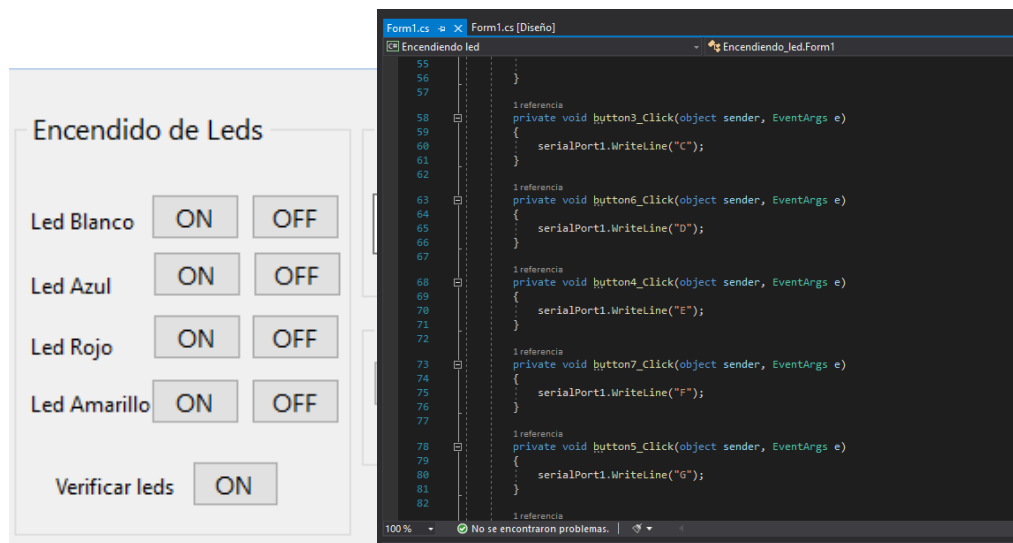 Encendido de Leds
Led Blanco ON OFF
Led Azul ON OFF
Led Rojo ON OFF
Led Amarillo ON OFF
Verificar leds ON
Form1.cs Form1.cs [Diseño]
C# Encendiendo led Encendiendo_led.Form1
55
56 }
57
1 referencia
58 private void button3_Click(object sender, EventArgs e)
59 {
60 serialPort1.WriteLine("C");
61 }
62
1 referencia
63 private void button6_Click(object sender, EventArgs e)
64 {
65 serialPort1.WriteLine("D");
66 }
67
1 referencia
68 private void button4_Click(object sender, EventArgs e)
69 {
70 serialPort1.WriteLine("E");
71 }
72
1 referencia
73 private void button7_Click(object sender, EventArgs e)
74 {
75 serialPort1.WriteLine("F");
76 }
77
1 referencia
78 private void button5_Click(object sender, EventArgs e)
79 {
80 serialPort1.WriteLine("G");
81 }
82
1 referencia
100 % No se encontraron problemas.